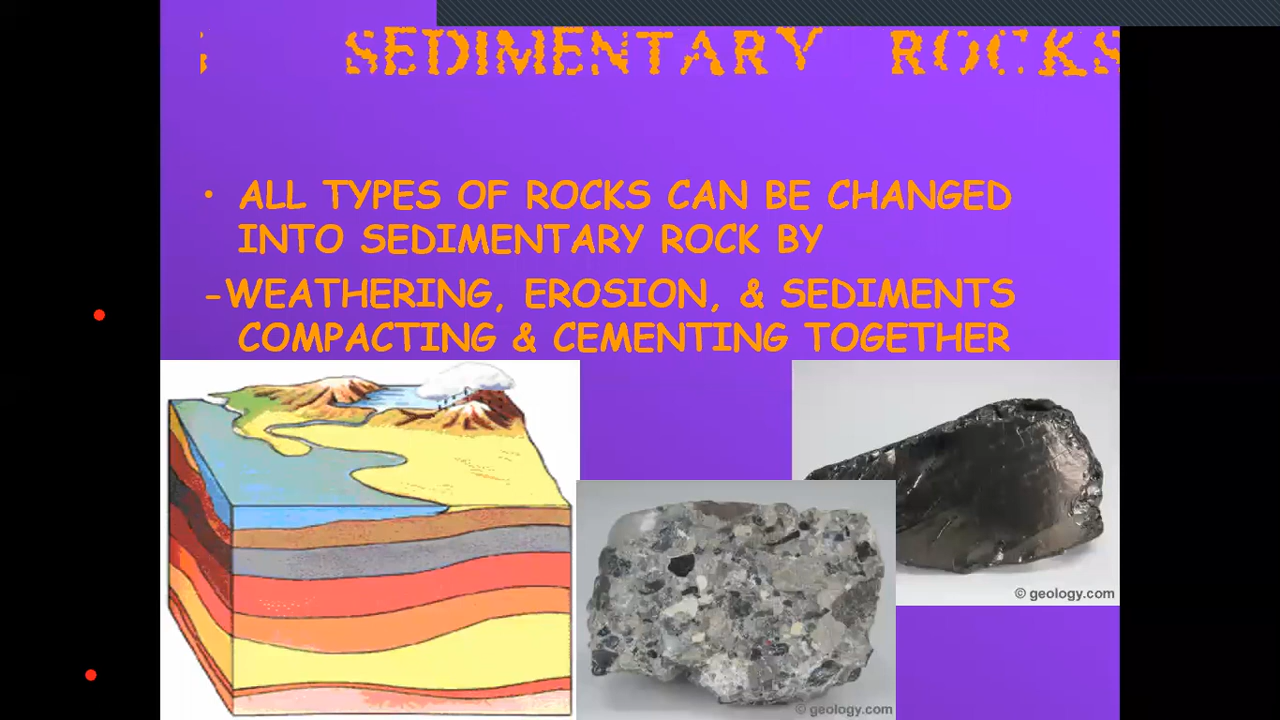 SEDIMENTARY ROCKS
• ALL TYPES OF ROCKS CAN BE CHANGED
INTO SEDIMENTARY ROCK BY
-WEATHERING, EROSION, & SEDIMENTS
COMPACTING & CEMENTING TOGETHER
© geology.com
© geology.com